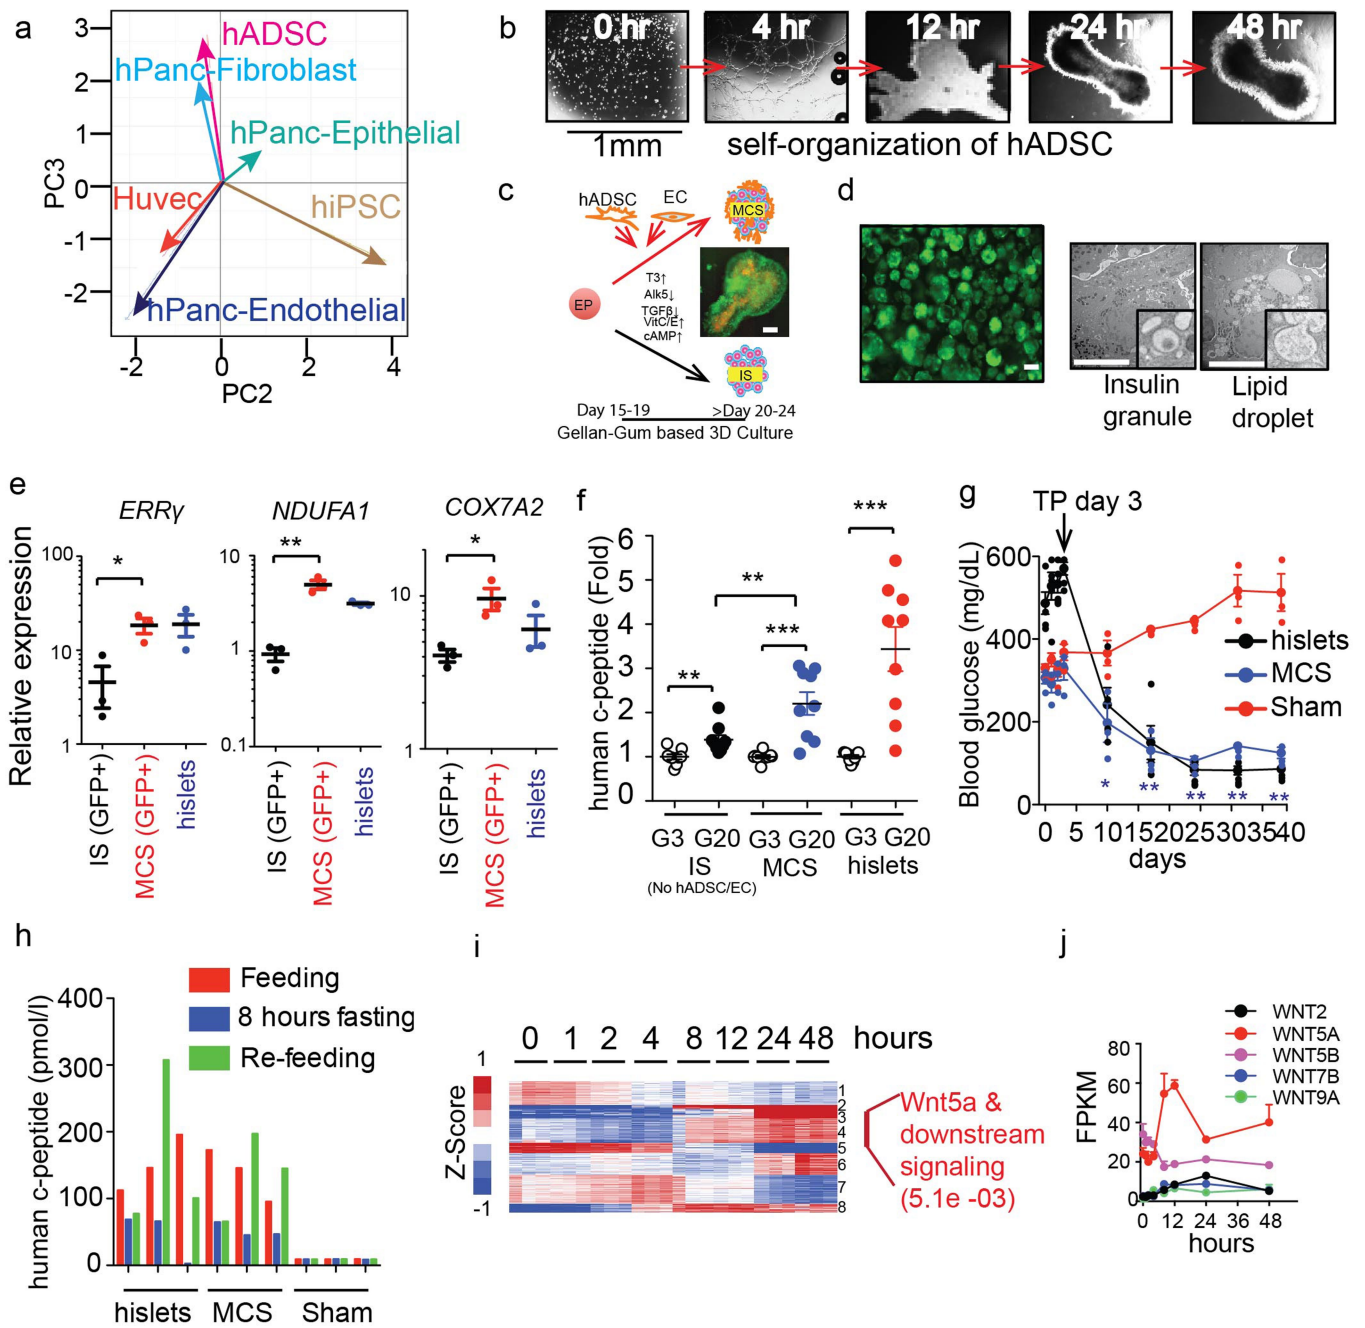 a
hADSC
hPanc-Fibroblast
hPanc-Epithelial
Huvec
hiPSC
hPanc-Endothelial
PC3
3
2
1
0
-1
-2
-2
0
2
4
PC2
b
0 hr
4 hr
12 hr
24 hr
48 hr
1mm
self-organization of hADSC
c
hADSC
EC
MCS
EP
T3↑
Alk5↓
TGFβ↓
VitC/E↑
cAMP↑
IS
Day 15-19
>Day 20-24
Gellan-Gum based 3D Culture
d
Insulin
granule
Lipid
droplet
e
Relative expression
ERRγ
*
100
10
1
IS (GFP+)
MCS (GFP+)
hislets
NDUFA1
**
10
1
0.1
IS (GFP+)
MCS (GFP+)
hislets
COX7A2
*
10
1
IS (GFP+)
MCS (GFP+)
hislets
f
human c-peptide (Fold)
6
5
4
3
2
1
0
**
**
***
***
G3 G20
IS
(No hADSC/EC)
G3 G20
MCS
G3 G20
hislets
g
TP day 3
Blood glucose (mg/dL)
600
400
200
0
hislets
MCS
Sham
*
**
**
**
**
0 5 10 15 20 25 30 35 40
days
h
human c-peptide (pmol/l)
400
300
200
100
0
Feeding
8 hours fasting
Re-feeding
hislets
MCS
Sham
i
0 1 2 4 8 12 24 48 hours
1
Z-Score
-1
1
2
3
4
5
6
7
8
Wnt5a &
downstream
signaling
(5.1e -03)
j
WNT2
WNT5A
WNT5B
WNT7B
WNT9A
FPKM
80
60
40
20
0
0 12 24 36 48
hours